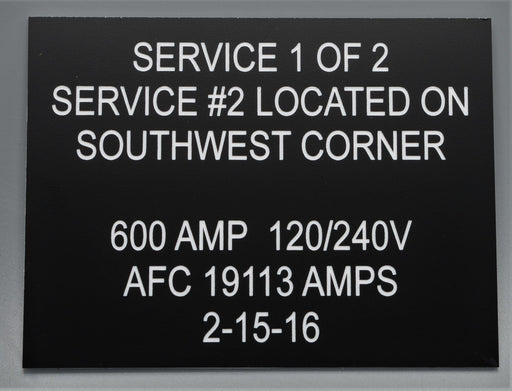 SERVICE 1 OF 2
SERVICE #2 LOCATED ON
SOUTHWEST CORNER
600 AMP 120/240V
AFC 19113 AMPS
2-15-16